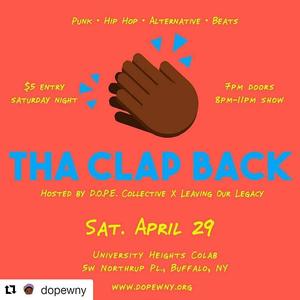 Punk • Hip Hop • Alternative • Beats
$5 entry
Saturday night
7pm doors
8pm-11pm show
THA CLAP BACK
Hosted by D.O.P.E. Collective X Leaving Our Legacy
Sat. April 29
University Heights Colab
5W Northrup Pl., Buffalo, NY
www.dopewny.org
dopewny